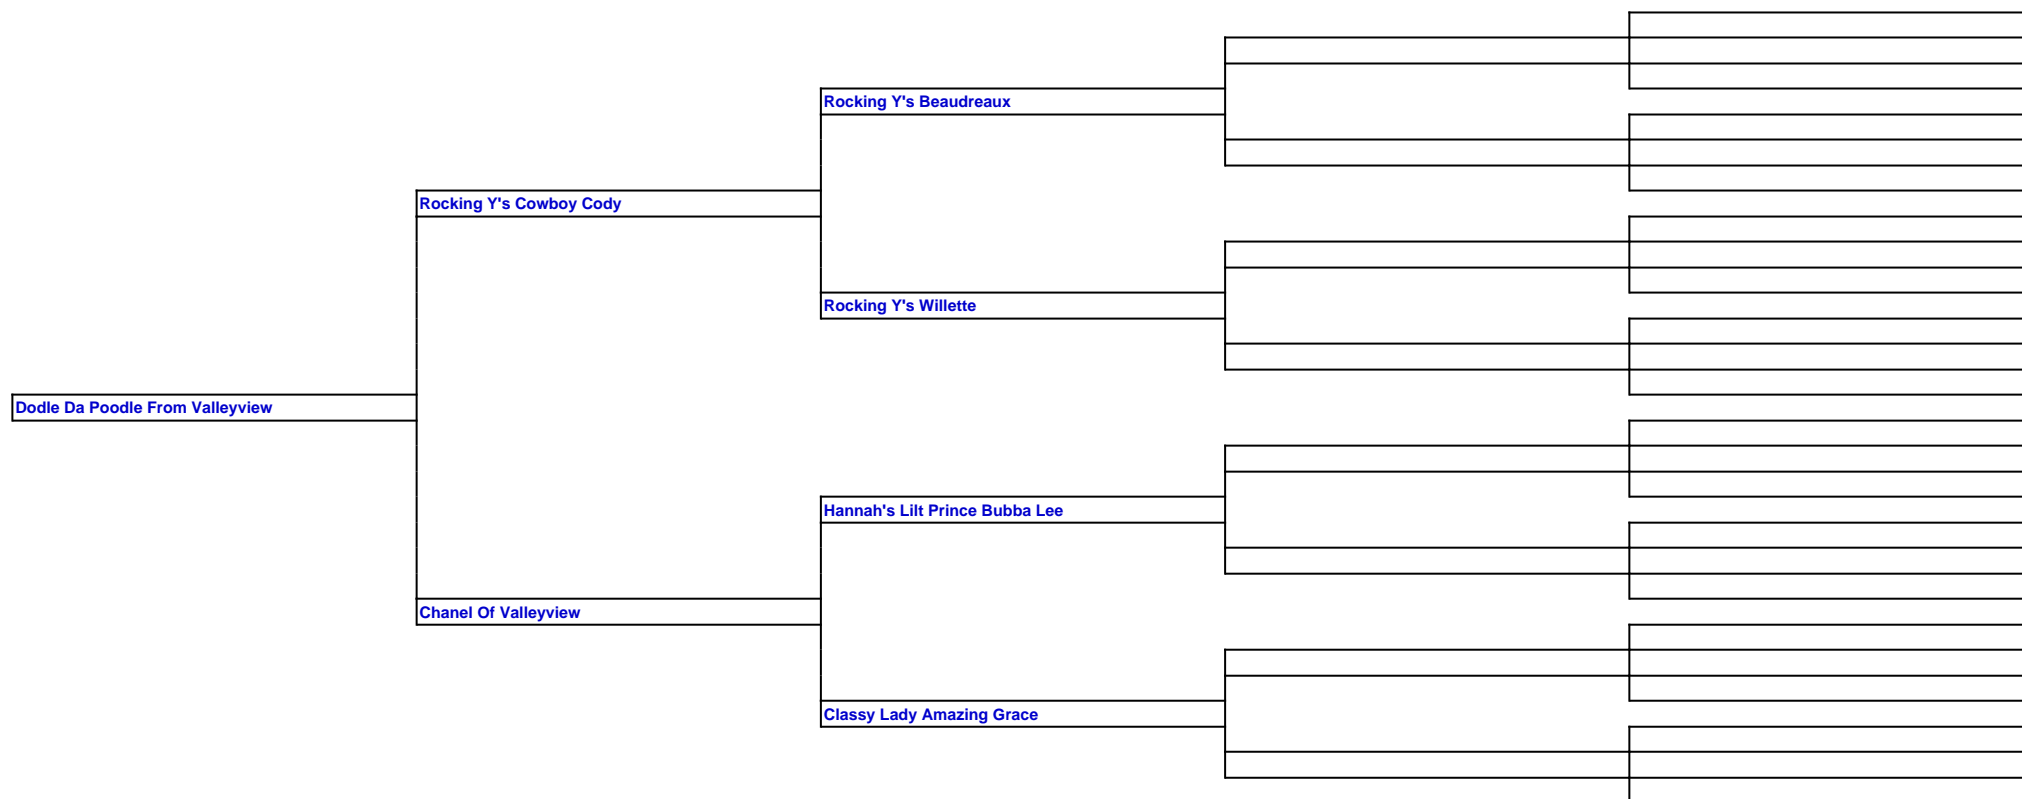 Rocking Y's Beaudreaux
Rocking Y's Cowboy Cody
Rocking Y's Willette
Dodle Da Poodle From Valleyview
Hannah's Lilt Prince Bubba Lee
Chanel Of Valleyview
Classy Lady Amazing Grace